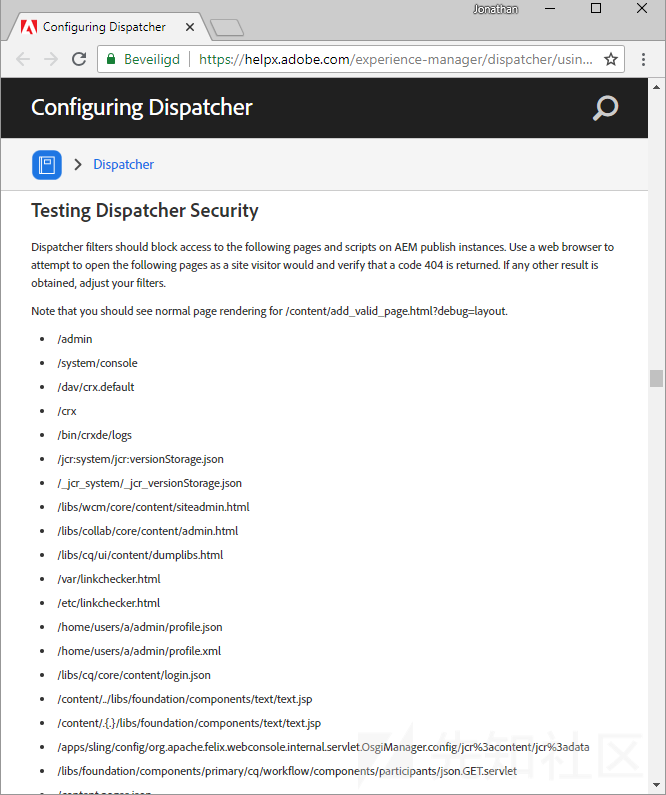 Jonathan
Configuring Dispatcher
Beveiligd
https://helpx.adobe.com/experience-manager/dispatcher/usin...
Configuring Dispatcher
Dispatcher
Testing Dispatcher Security
Dispatcher filters should block access to the following pages and scripts on AEM publish instances. Use a web browser to
attempt to open the following pages as a site visitor would and verify that a code 404 is returned. If any other result is
obtained, adjust your filters.
Note that you should see normal page rendering for /content/add_valid_page.html?debug=layout.
• /admin
• /system/console
• /dav/crx.default
• /crx
• /bin/crxde/logs
• /jcr:system/jcr:versionStorage.json
• /_jcr_system/_jcr_versionStorage.json
• /libs/wcm/core/content/siteadmin.html
• /libs/collab/core/content/admin.html
• /libs/cq/ui/content/dumplibs.html
• /var/linkchecker.html
• /etc/linkchecker.html
• /home/users/a/admin/profile.json
• /home/users/a/admin/profile.xml
• /libs/cq/core/content/login.json
• /content/../libs/foundation/components/text/text.jsp
• /content/.{.}/libs/foundation/components/text/text.jsp
• /apps/sling/config/org.apache.felix.webconsole.internal.servlet.OsgiManager.config/jcr%3acontent/jcr%3adata
• /libs/foundation/components/primary/cq/workflow/components/participants/json.GET.servlet
先知社区